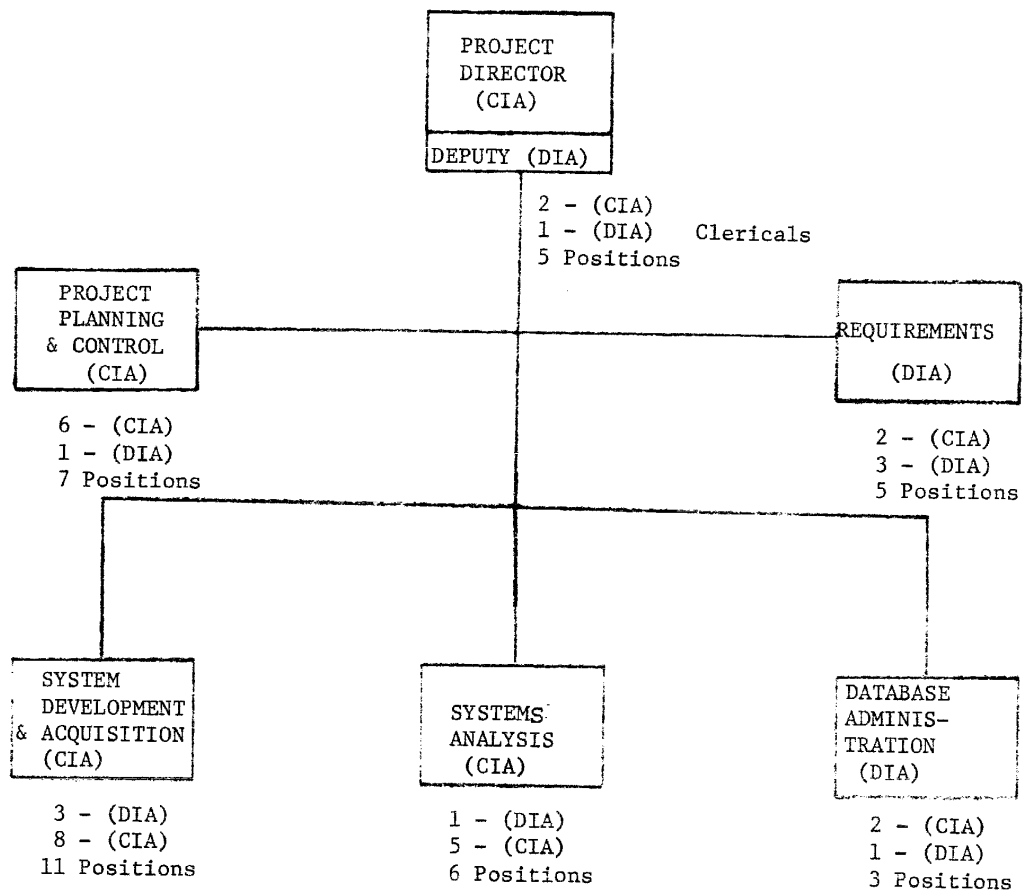 PROJECT
DIRECTOR
(CIA)
DEPUTY (DIA)
2 - (CIA)
1 - (DIA) Clericals
5 Positions
PROJECT
PLANNING
& CONTROL
(CIA)
6 - (CIA)
1 - (DIA)
7 Positions
REQUIREMENTS
(DIA)
2 - (CIA)
3 - (DIA)
5 Positions
SYSTEM
DEVELOPMENT
& ACQUISITION
(CIA)
3 - (DIA)
8 - (CIA)
11 Positions
SYSTEMS
ANALYSIS
(CIA)
1 - (DIA)
5 - (CIA)
6 Positions
DATABASE
ADMINIS-
TRATION
(DIA)
2 - (CIA)
1 - (DIA)
3 Positions